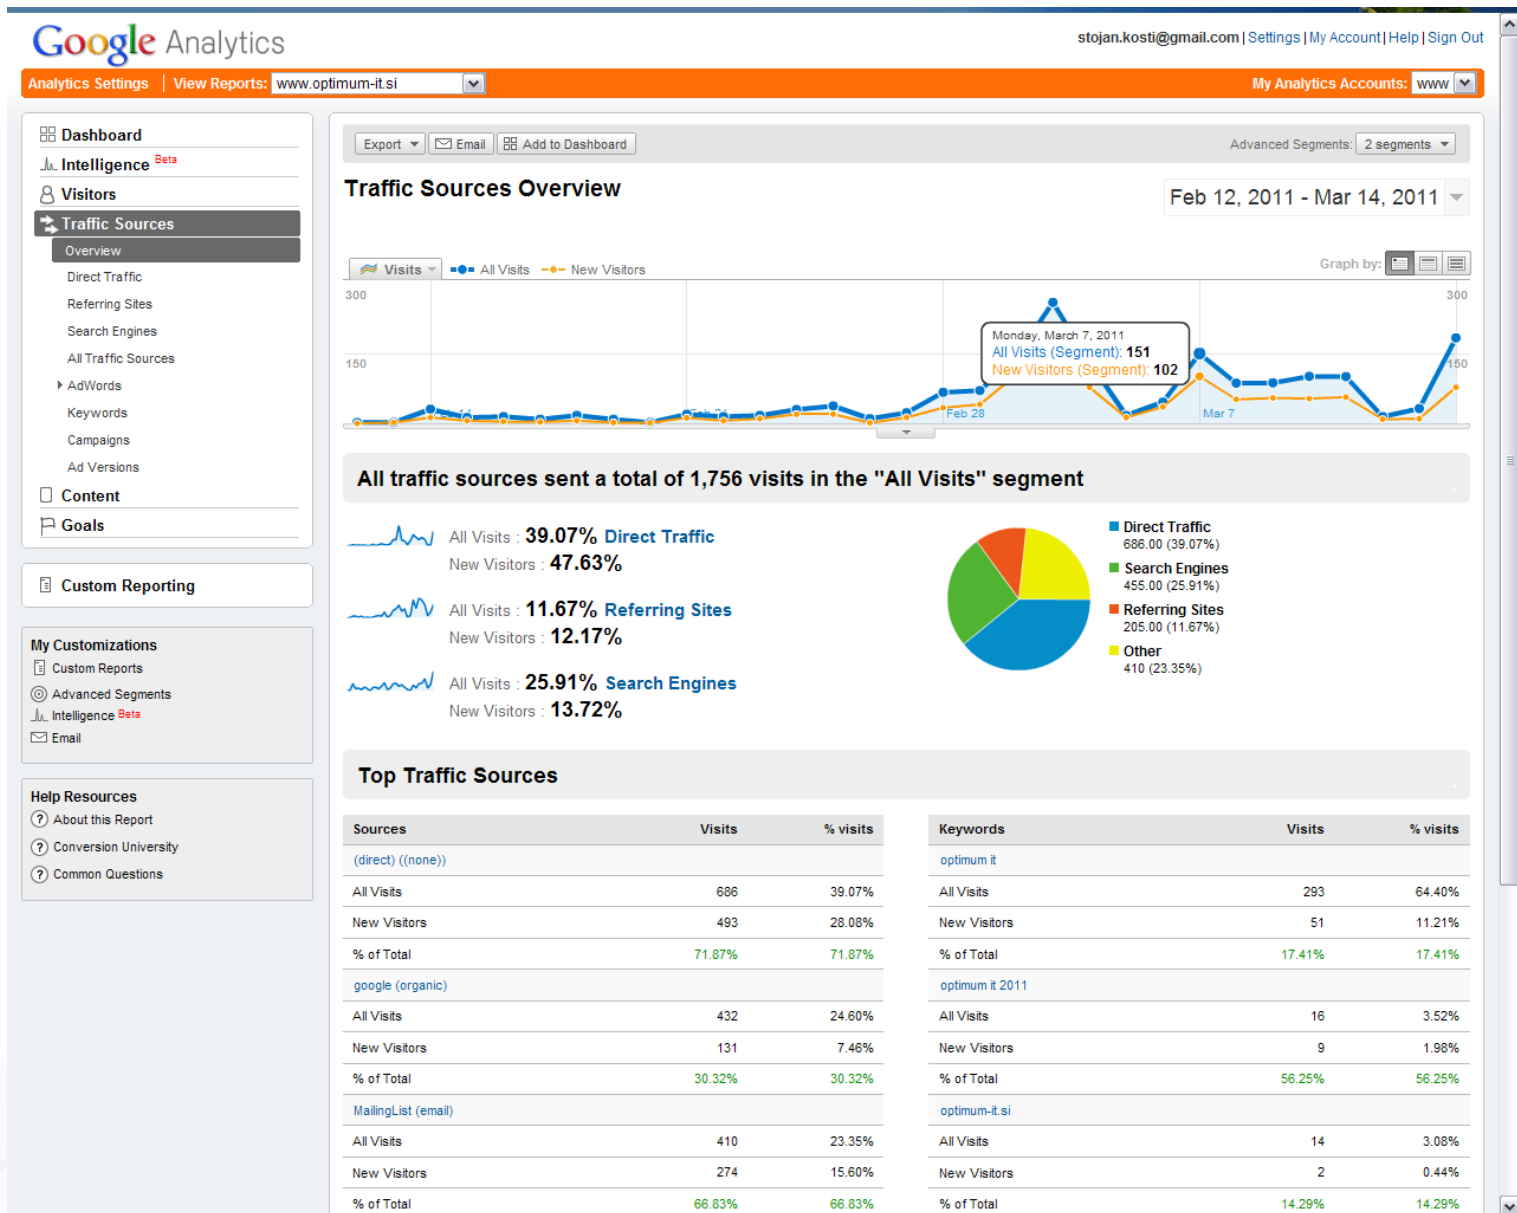 Google Analytics
stojan.kosti@gmail.com | Settings | My Account | Help | Sign Out
Analytics Settings | View Reports: www.optimum-it.si
My Analytics Accounts: www
Dashboard
Intelligence Beta
Visitors
Traffic Sources
Overview
Direct Traffic
Referring Sites
Search Engines
All Traffic Sources
AdWords
Keywords
Campaigns
Ad Versions
Content
Goals
Custom Reporting
My Customizations
Custom Reports
Advanced Segments
Intelligence Beta
Email
Help Resources
About this Report
Conversion University
Common Questions
Export Email Add to Dashboard
Advanced Segments: 2 segments
Traffic Sources Overview
Feb 12, 2011 - Mar 14, 2011
Visits All Visits New Visitors
Graph by:
300 300
Monday, March 7, 2011
All Visits (Segment): 151
New Visitors (Segment): 102
150 150
Feb 28 Mar 7
All traffic sources sent a total of 1,756 visits in the "All Visits" segment
All Visits : 39.07% Direct Traffic
New Visitors : 47.63%
All Visits : 11.67% Referring Sites
New Visitors : 12.17%
All Visits : 25.91% Search Engines
New Visitors : 13.72%
Direct Traffic
686.00 (39.07%)
Search Engines
455.00 (25.91%)
Referring Sites
205.00 (11.67%)
Other
410 (23.35%)
Top Traffic Sources
Sources Visits % visits
(direct) ((none))
All Visits 686 39.07%
New Visitors 493 28.08%
% of Total 71.87% 71.87%
google (organic)
All Visits 432 24.60%
New Visitors 131 7.46%
% of Total 30.32% 30.32%
MailingList (email)
All Visits 410 23.35%
New Visitors 274 15.60%
% of Total 66.83% 66.83%
Keywords Visits % visits
optimum it
All Visits 293 64.40%
New Visitors 51 11.21%
% of Total 17.41% 17.41%
optimum it 2011
All Visits 16 3.52%
New Visitors 9 1.98%
% of Total 56.25% 56.25%
optimum-it.si
All Visits 14 3.08%
New Visitors 2 0.44%
% of Total 14.29% 14.29%